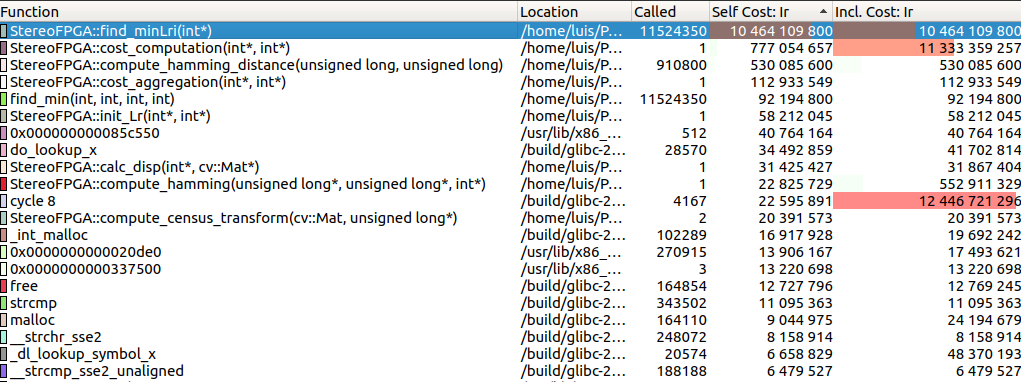 Function Location Called Self Cost: Ir Incl. Cost: Ir
StereoFPGA::find_minLri(int*) /home/luis/P... 11524350 10 464 109 800 10 464 109 800
StereoFPGA::cost_computation(int*, int*) /home/luis/P... 1 777 054 657 11 333 359 257
StereoFPGA::compute_hamming_distance(unsigned long, unsigned long) /home/luis/P... 910800 530 085 600 530 085 600
StereoFPGA::cost_aggregation(int*, int*) /home/luis/P... 1 112 933 549 112 933 549
find_min(int, int, int, int) /home/luis/P... 11524350 92 194 800 92 194 800
StereoFPGA::init_Lr(int*, int*) /home/luis/P... 1 58 212 045 58 212 045
0x000000000085c550 /usr/lib/x86_... 512 40 764 164 40 764 164
do_lookup_x /build/glibc-2... 28570 34 492 859 41 702 814
StereoFPGA::calc_disp(int*, cv::Mat*) /home/luis/P... 1 31 425 427 31 867 404
StereoFPGA::compute_hamming(unsigned long*, unsigned long*, int*) /home/luis/P... 1 22 825 729 552 911 329
cycle 8 /build/glibc-2... 4167 22 595 891 12 446 721 296
StereoFPGA::compute_census_transform(cv::Mat, unsigned long*) /home/luis/P... 2 20 391 573 20 391 573
_int_malloc /build/glibc-2... 102289 16 917 928 19 692 242
0x0000000000020de0 /usr/lib/x86_... 270915 13 906 167 17 493 621
0x0000000000337500 /usr/lib/x86_... 3 13 220 698 13 220 698
free /build/glibc-2... 164854 12 727 796 12 769 245
strcmp /build/glibc-2... 343502 11 095 363 11 095 363
malloc /build/glibc-2... 164110 9 044 975 24 194 679
__strchr_sse2 /build/glibc-2... 248072 8 158 914 8 158 914
_dl_lookup_symbol_x /build/glibc-2... 20574 6 658 829 48 370 193
__strcmp_sse2_unaligned /build/glibc-2... 188188 6 479 527 6 479 527